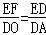 EF/DO = ED/DA